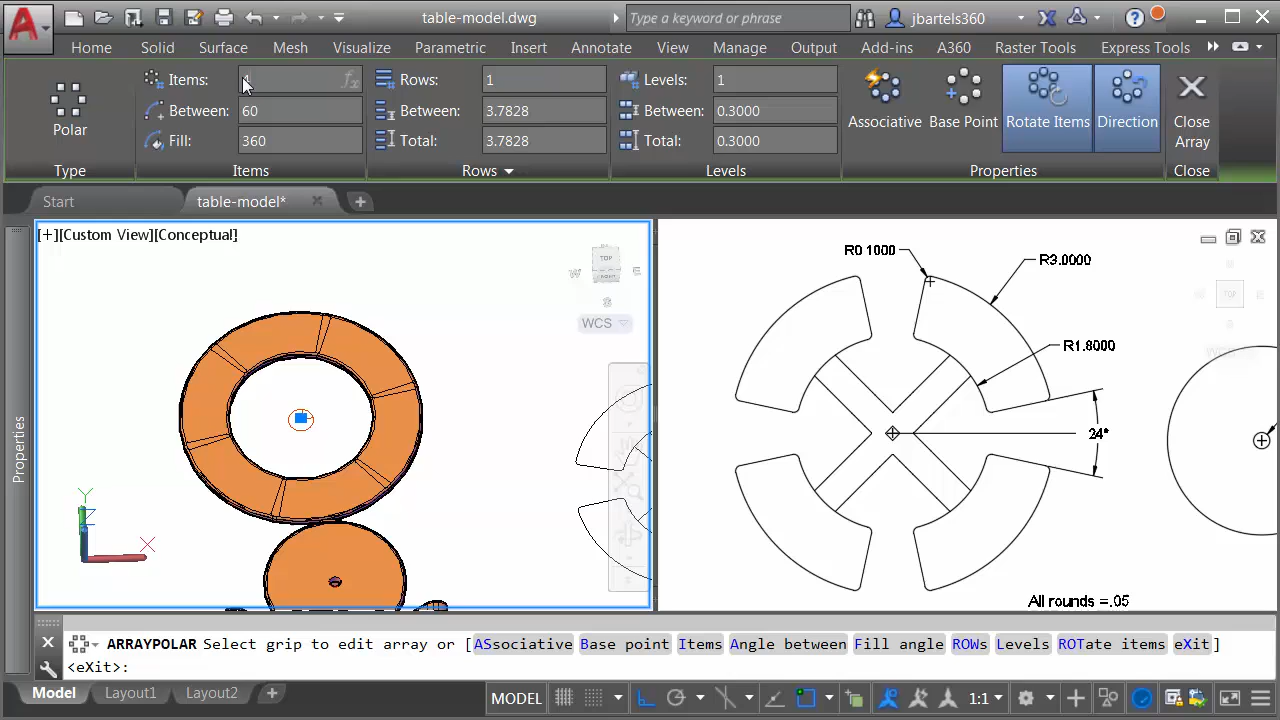 table-model.dwg
Type a keyword or phrase
jbartels360
Home Solid Surface Mesh Visualize Parametric Insert Annotate View Manage Output Add-ins A360 Raster Tools Express Tools
Items: Rows: 1 Levels: 1
Between: 60 Between: 3.7828 Between: 0.3000
Fill: 360 Total: 3.7828 Total: 0.3000
Polar
Associative Base Point Rotate Items Direction Close Array
Type Items Rows Levels Properties Close
Start table-model*
[+][Custom View][Conceptual]
TOP
FRONT
W E
WCS
Y
Z
X
R0 1000
R3.0000
R1.8000
24°
All rounds =.05
TOP
Properties
ARRAYPOLAR Select grip to edit array or [ASsociative Base point Items Angle between Fill angle ROWs Levels ROTate items eXit]
<eXit>:
Model Layout1 Layout2 MODEL 1:1